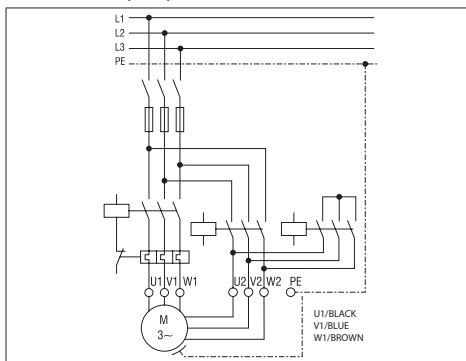 L1
L2
L3
PE
U1 V1 W1
U2 V2 W2 PE
M
3~
U1/BLACK
V1/BLUE
W1/BROWN